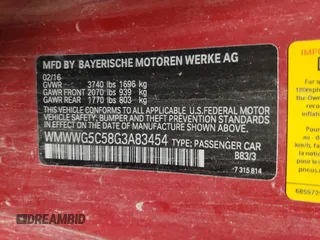 MFD BY BAYERISCHE MOTOREN WERKE AG
02/16
GVWR 3740 lbs 1696 kg
GAWR FRONT 2070 lbs 939 kg
GAWR REAR 1770 lbs 803 kg
THIS VEHICLE CONFORMS TO ALL APPLICABLE U.S.FEDERAL MOTOR
VEHICLE SAFETY, BUMPER AND THEFT PREVENTION STANDARDS
IN EFFECT ON THE DATE OF MANUFACTURE SHOWN ABOVE.
WMWWG5C58G3A83454 TYPE: PASSENGER CAR
B83/3
7 315 814
DREAMBID